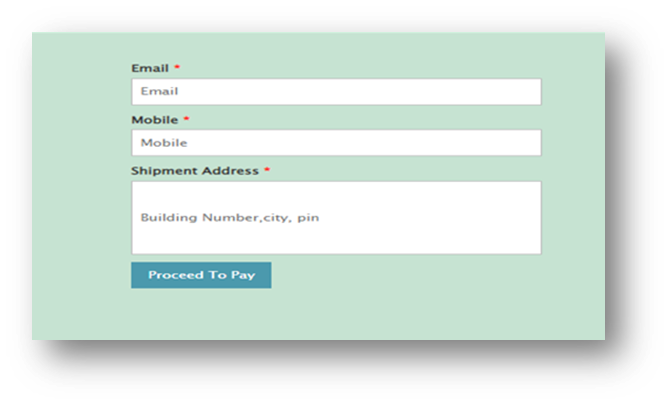 Email *
Email
Mobile *
Mobile
Shipment Address *
Building Number,city, pin
Proceed To Pay